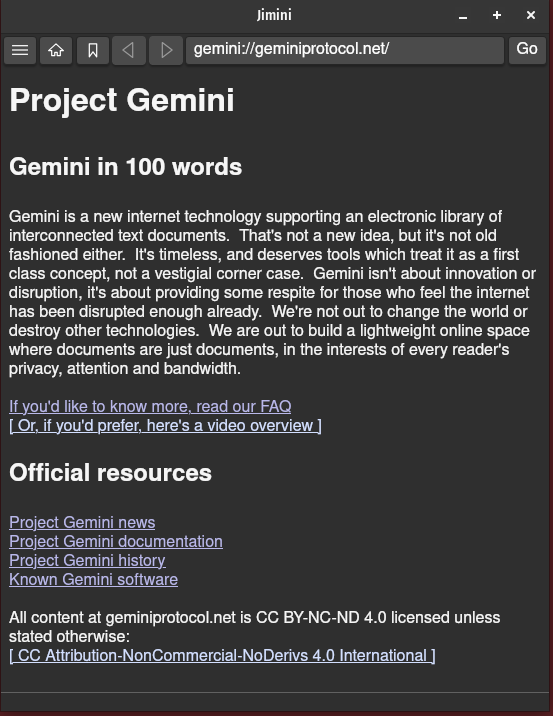 Jimini
gemini://geminiprotocol.net/
Go
Project Gemini
Gemini in 100 words
Gemini is a new internet technology supporting an electronic library of
interconnected text documents.  That's not a new idea, but it's not old
fashioned either.  It's timeless, and deserves tools which treat it as a first
class concept, not a vestigial corner case.  Gemini isn't about innovation or
disruption, it's about providing some respite for those who feel the internet
has been disrupted enough already.  We're not out to change the world or
destroy other technologies.  We are out to build a lightweight online space
where documents are just documents, in the interests of every reader's
privacy, attention and bandwidth.
If you'd like to know more, read our FAQ
[ Or, if you'd prefer, here's a video overview ]
Official resources
Project Gemini news
Project Gemini documentation
Project Gemini history
Known Gemini software
All content at geminiprotocol.net is CC BY-NC-ND 4.0 licensed unless
stated otherwise:
[ CC Attribution-NonCommercial-NoDerivs 4.0 International ]